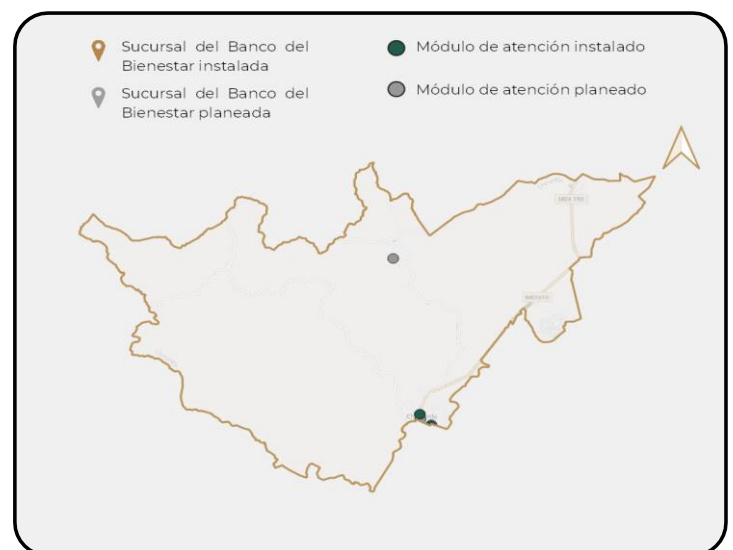 Sucursal del Banco del
Bienestar instalada
Sucursal del Banco del
Bienestar planeada
Módulo de atención instalado
Módulo de atención planeado